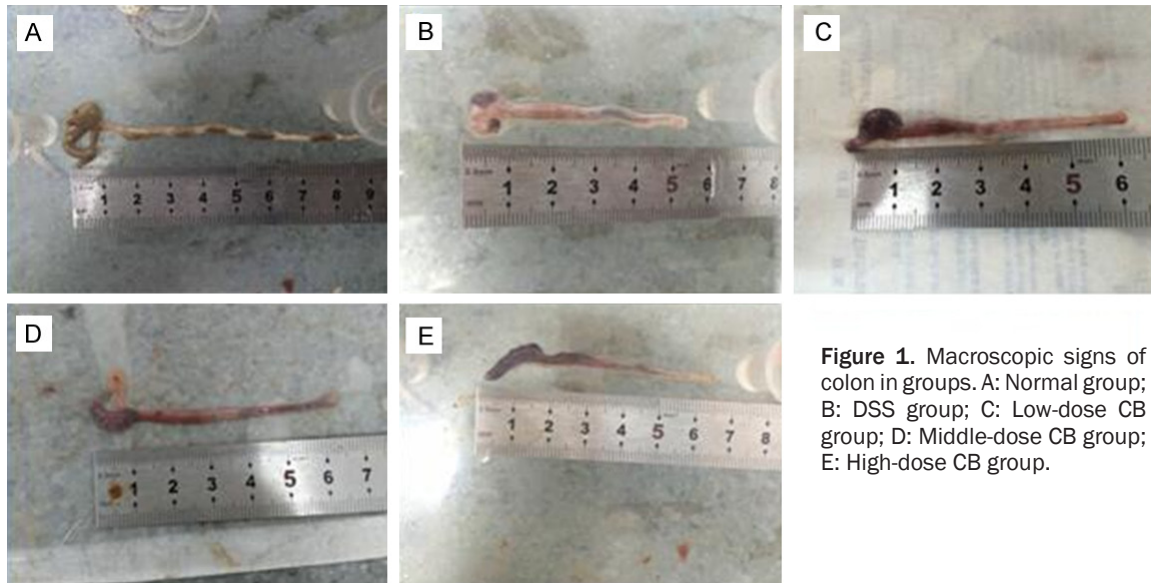 A
B
C
1 2 3 4 5 6 7 8 9
1 2 3 4 5 6 7 8
1 2 3 4 5 6
D
E
1 2 3 4 5 6 7
1 2 3 4 5 6 7 8
Figure 1. Macroscopic signs of
colon in groups. A: Normal group;
B: DSS group; C: Low-dose CB
group; D: Middle-dose CB group;
E: High-dose CB group.